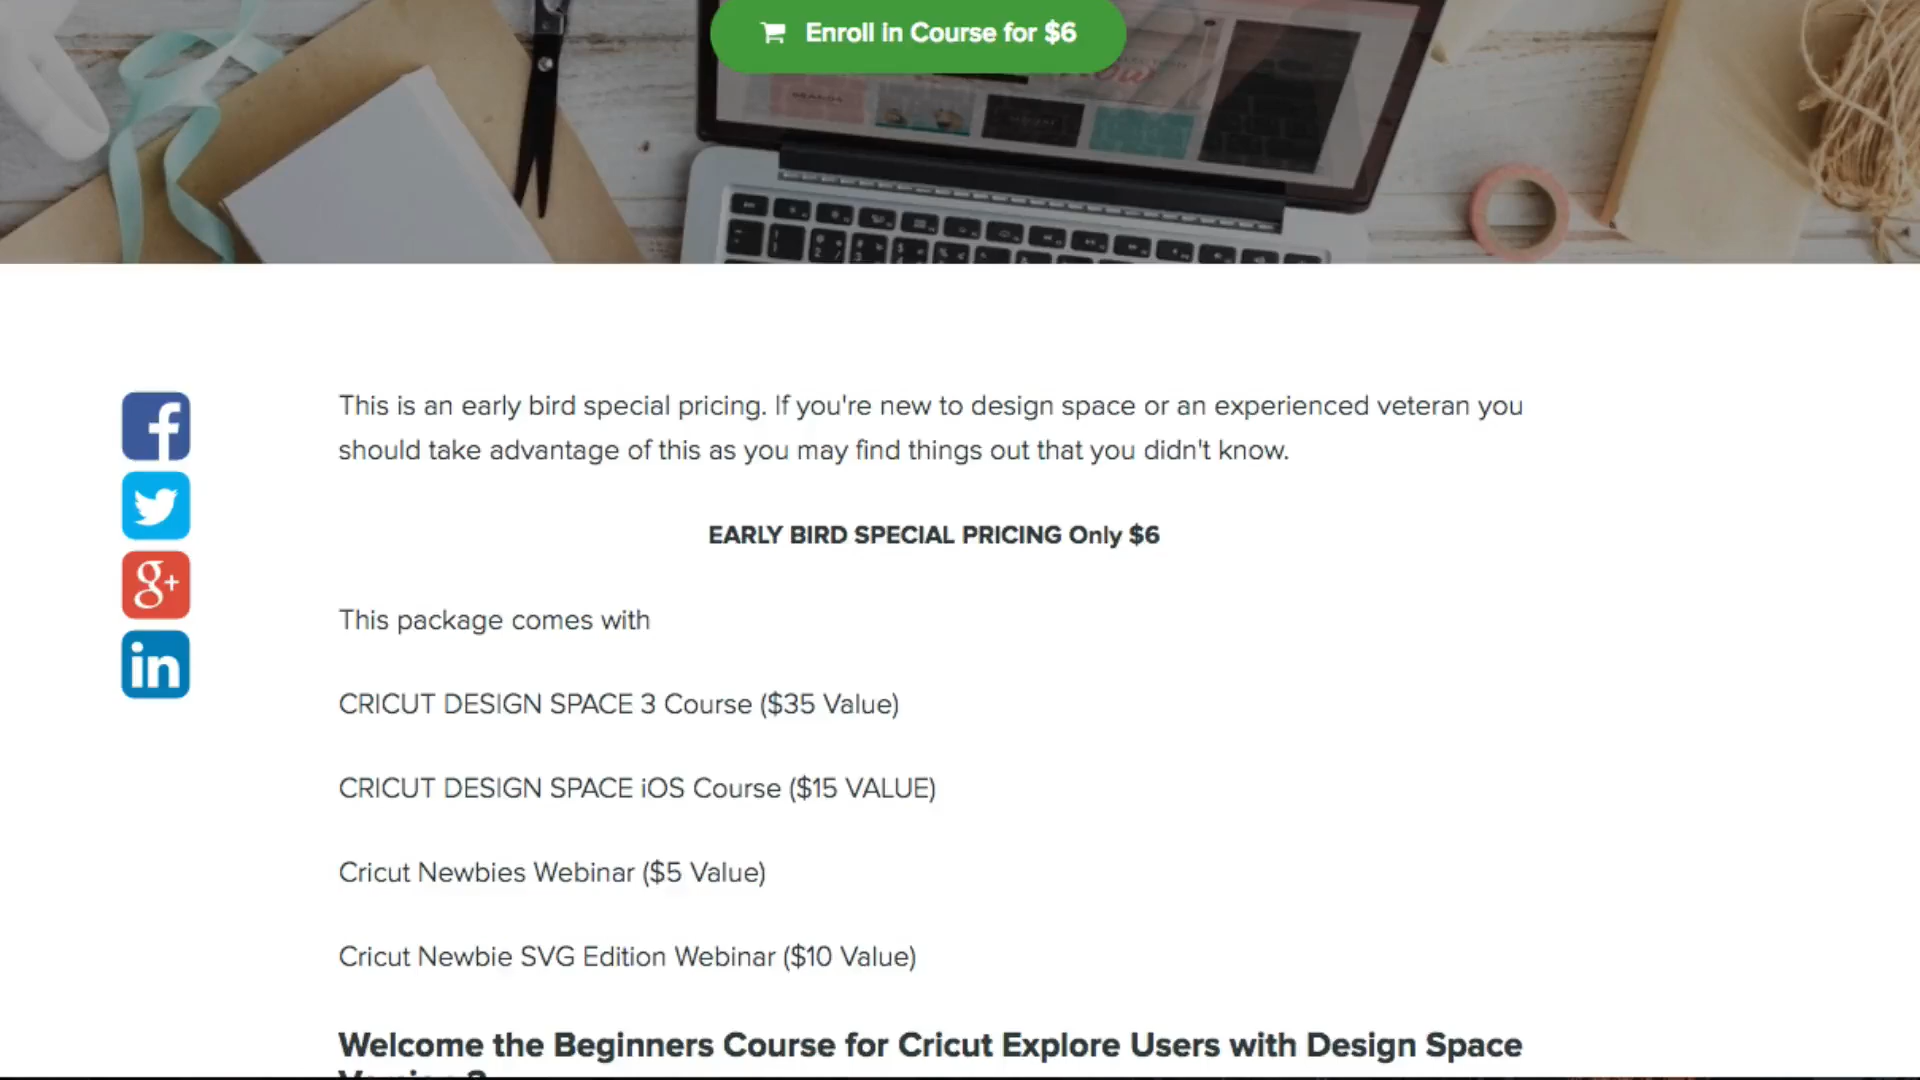 Enroll in Course for $6
This is an early bird special pricing. If you're new to design space or an experienced veteran you
should take advantage of this as you may find things out that you didn't know.
EARLY BIRD SPECIAL PRICING Only $6
This package comes with
CRICUT DESIGN SPACE 3 Course ($35 Value)
CRICUT DESIGN SPACE iOS Course ($15 VALUE)
Cricut Newbies Webinar ($5 Value)
Cricut Newbie SVG Edition Webinar ($10 Value)
Welcome the Beginners Course for Cricut Explore Users with Design Space